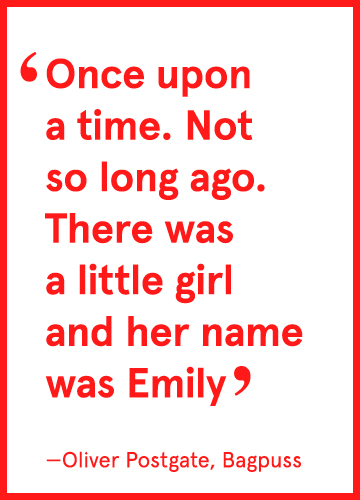 ‘Once upon
a time. Not
so long ago.
There was
a little girl
and her name
was Emily’
—Oliver Postgate, Bagpuss